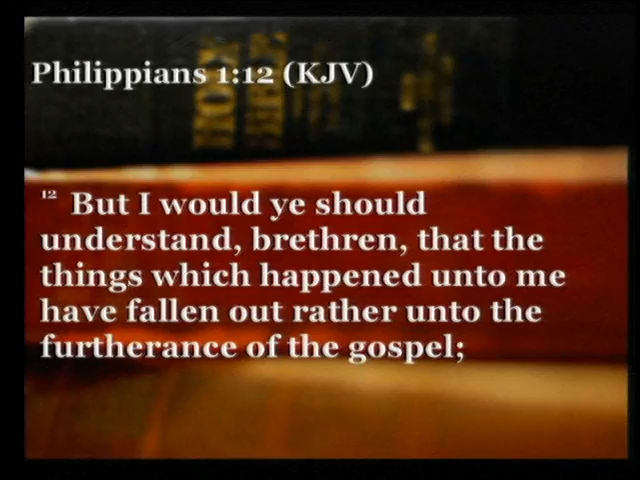 Philippians 1:12 (KJV)
12 But I would ye should
understand, brethren, that the
things which happened unto me
have fallen out rather unto the
furtherance of the gospel;